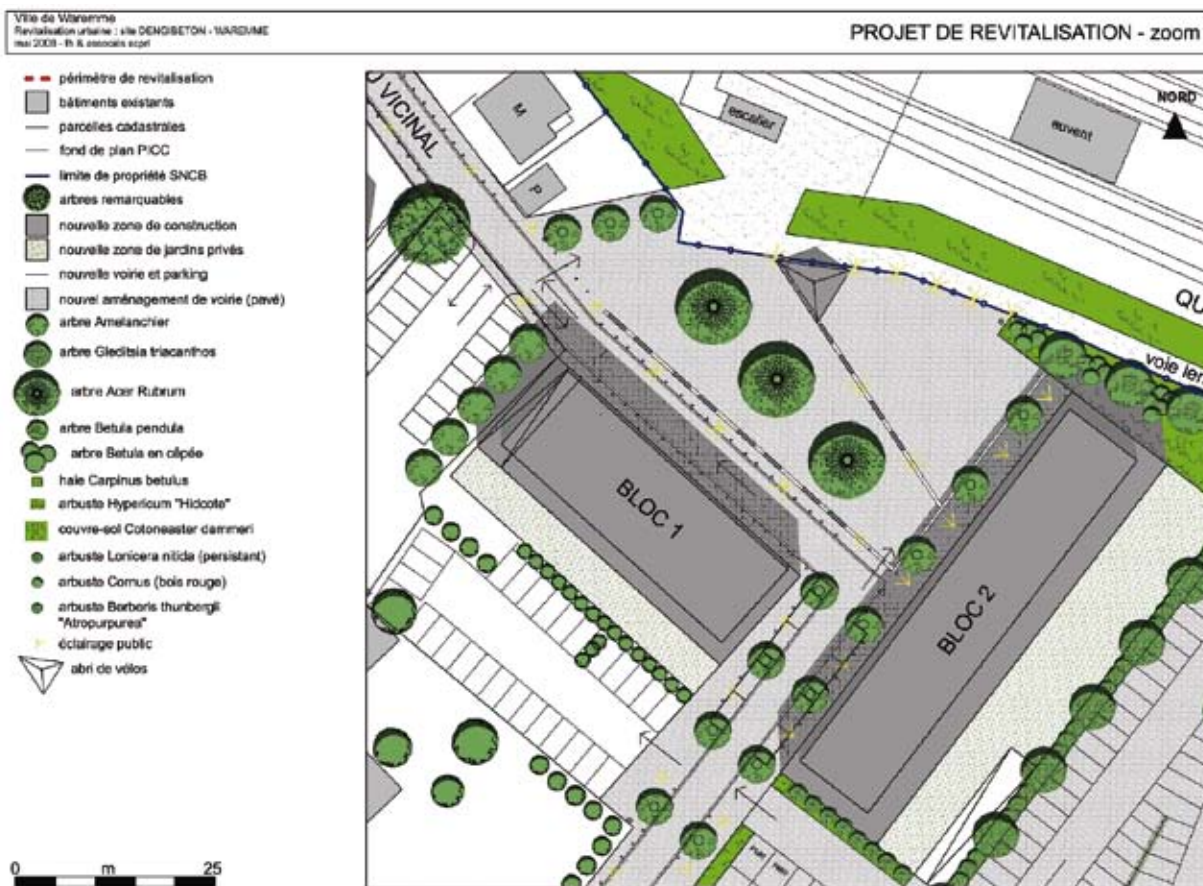 Ville de Waremme
Revitalisation urbaine : site DENGISBETON - WAREMME
mai 2008 - fh & associés scprl
PROJET DE REVITALISATION - zoom
périmètre de revitalisation
bâtiments existants
parcelles cadastrales
fond de plan PICC
limite de propriété SNCB
arbres remarquables
nouvelle zone de construction
nouvelle zone de jardins privés
nouvelle voirie et parking
nouvel aménagement de voirie (pavé)
arbre Amelanchier
arbre Gleditsia triacanthos
arbre Acer Rubrum
arbre Betula pendula
arbre Betula en cépée
haie Carpinus betulus
arbuste Hypericum "Hidcote"
couvre-sol Cotoneaster dammeri
arbuste Lonicera nitida (persistant)
arbuste Cornus (bois rouge)
arbuste Berberis thunbergii
"Atropurpurea"
éclairage public
abri de vélos
0 m 25
NORD
VICINAL
M
P
escalier
auvent
QU
voie ler
BLOC 1
BLOC 2